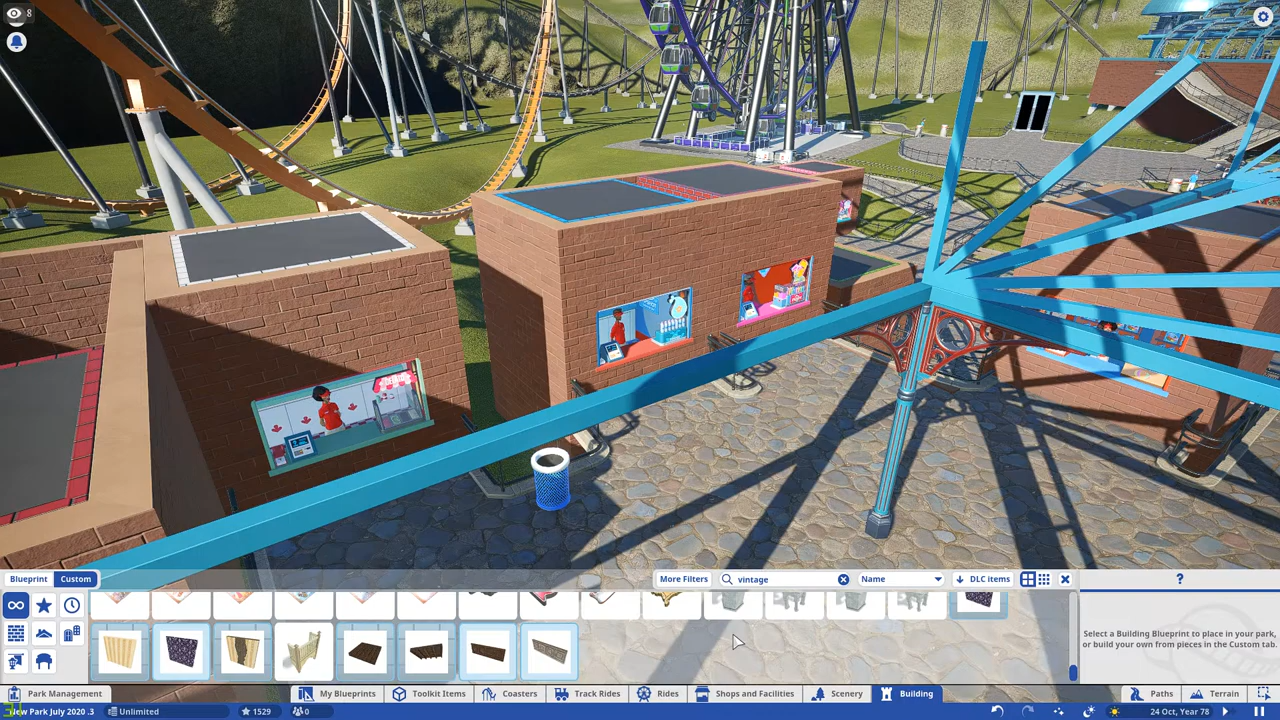 8
Blueprint
Custom
More Filters
vintage
Name
DLC items
?
Select a Building Blueprint to place in your park,
or build your own from pieces in the Custom tab.
Park Management
My Blueprints
Toolkit Items
Coasters
Track Rides
Rides
Shops and Facilities
Scenery
Building
Paths
Terrain
New Park July 2020 .3
Unlimited
1529
0
24 Oct, Year 78